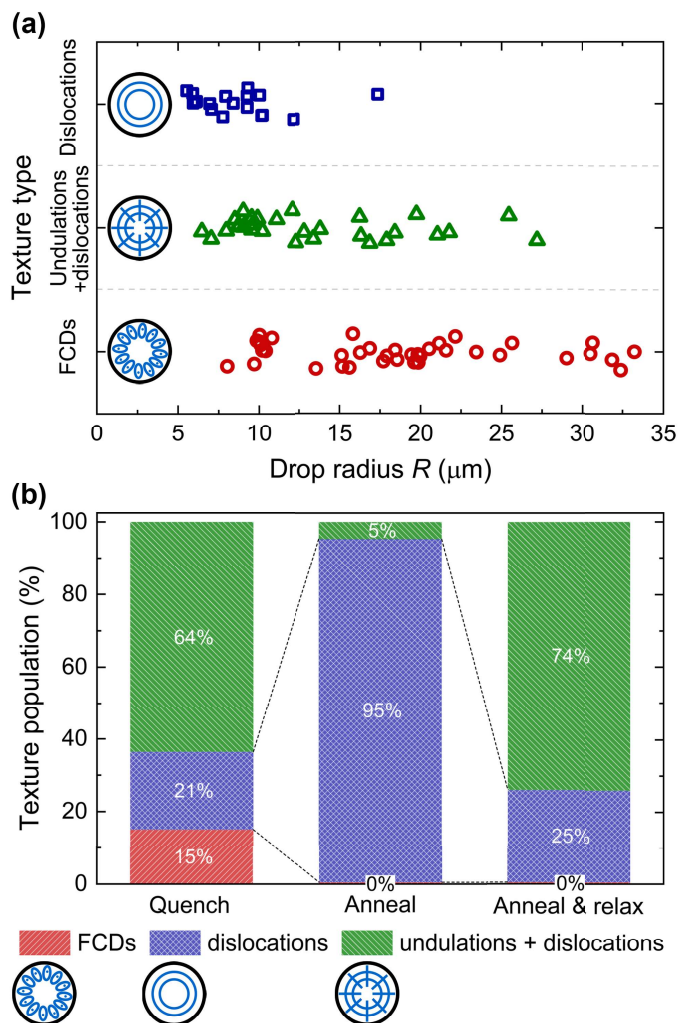 (a)
Texture type
Dislocations
Undulations
+dislocations
FCDs
0 5 10 15 20 25 30 35
Drop radius R (μm)
(b)
Texture population (%)
100
80
60
40
20
0
64%
21%
15%
5%
95%
0%
74%
25%
0%
Quench Anneal Anneal & relax
FCDs dislocations undulations + dislocations